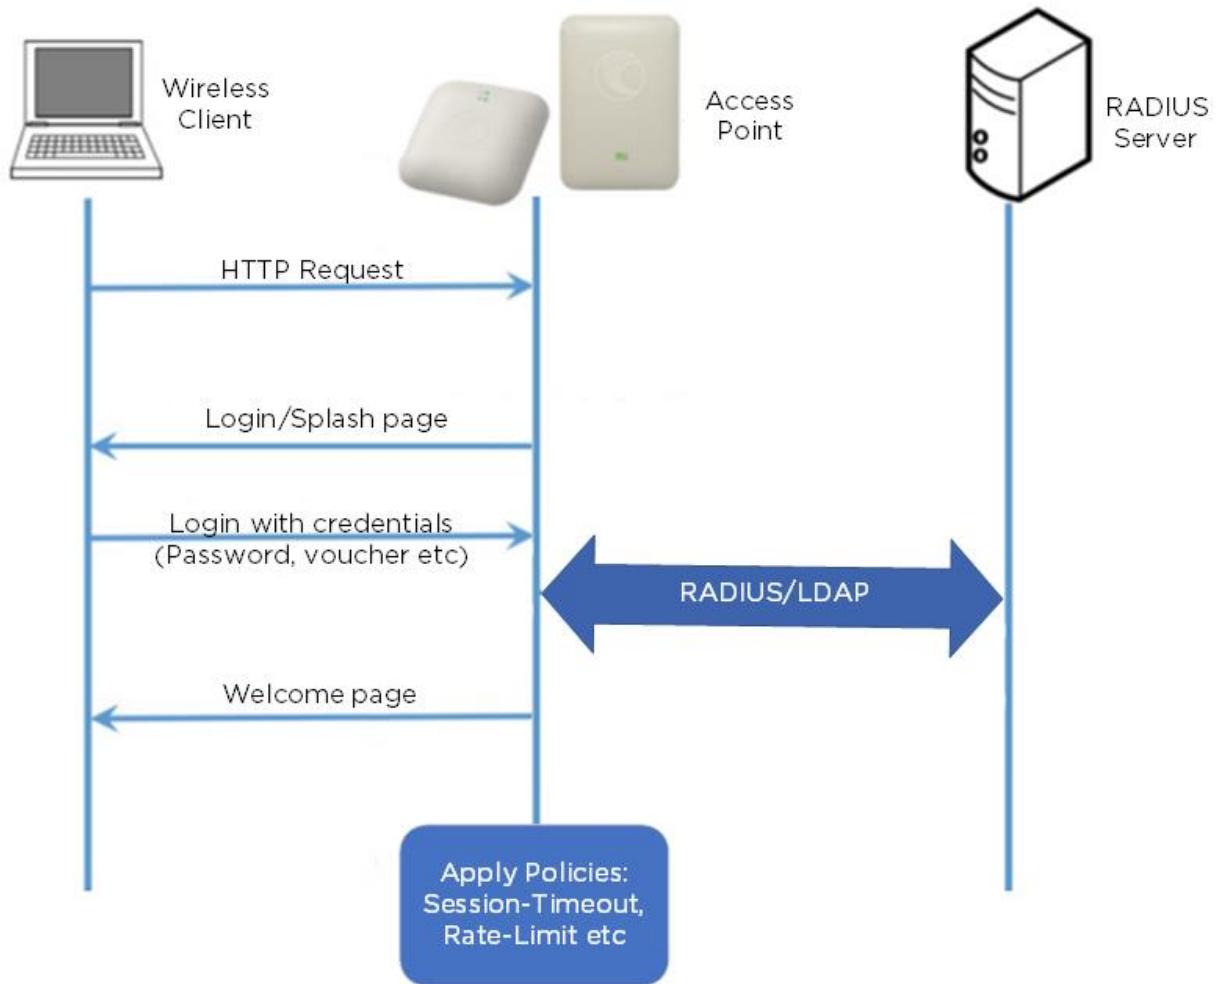 Wireless
Client
Access
Point
RADIUS
Server
HTTP Request
Login/Splash page
Login with credentials
(Password, voucher etc)
RADIUS/LDAP
Welcome page
Apply Policies:
Session-Timeout,
Rate-Limit etc